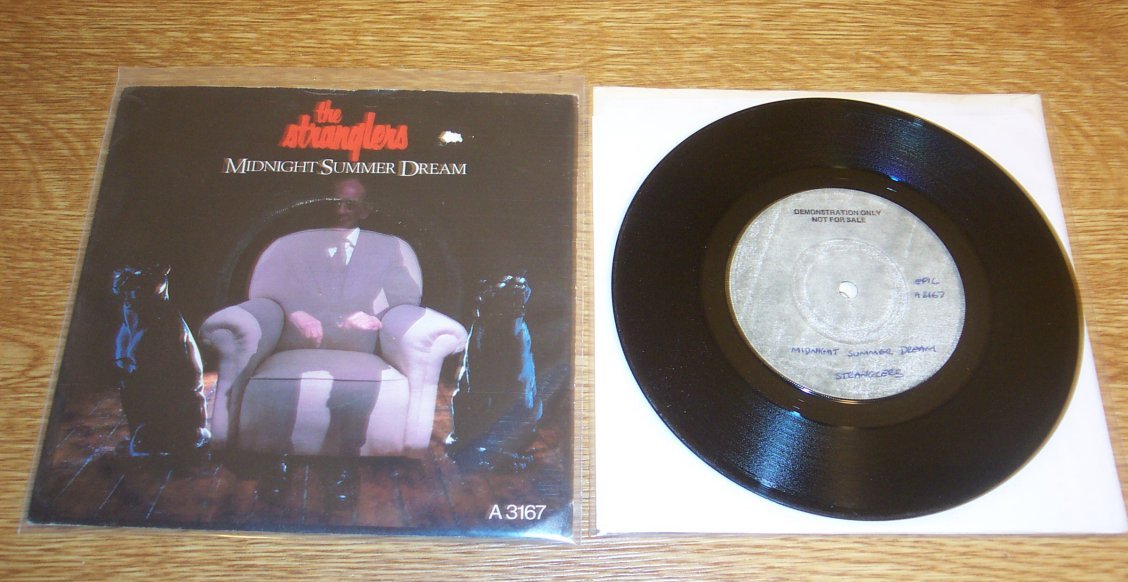 the
stranglers
MIDNIGHT SUMMER DREAM
A 3167
DEMONSTRATION ONLY
NOT FOR SALE
EPIC
A 3167
MIDNIGHT SUMMER DREAM
STRANGLERS